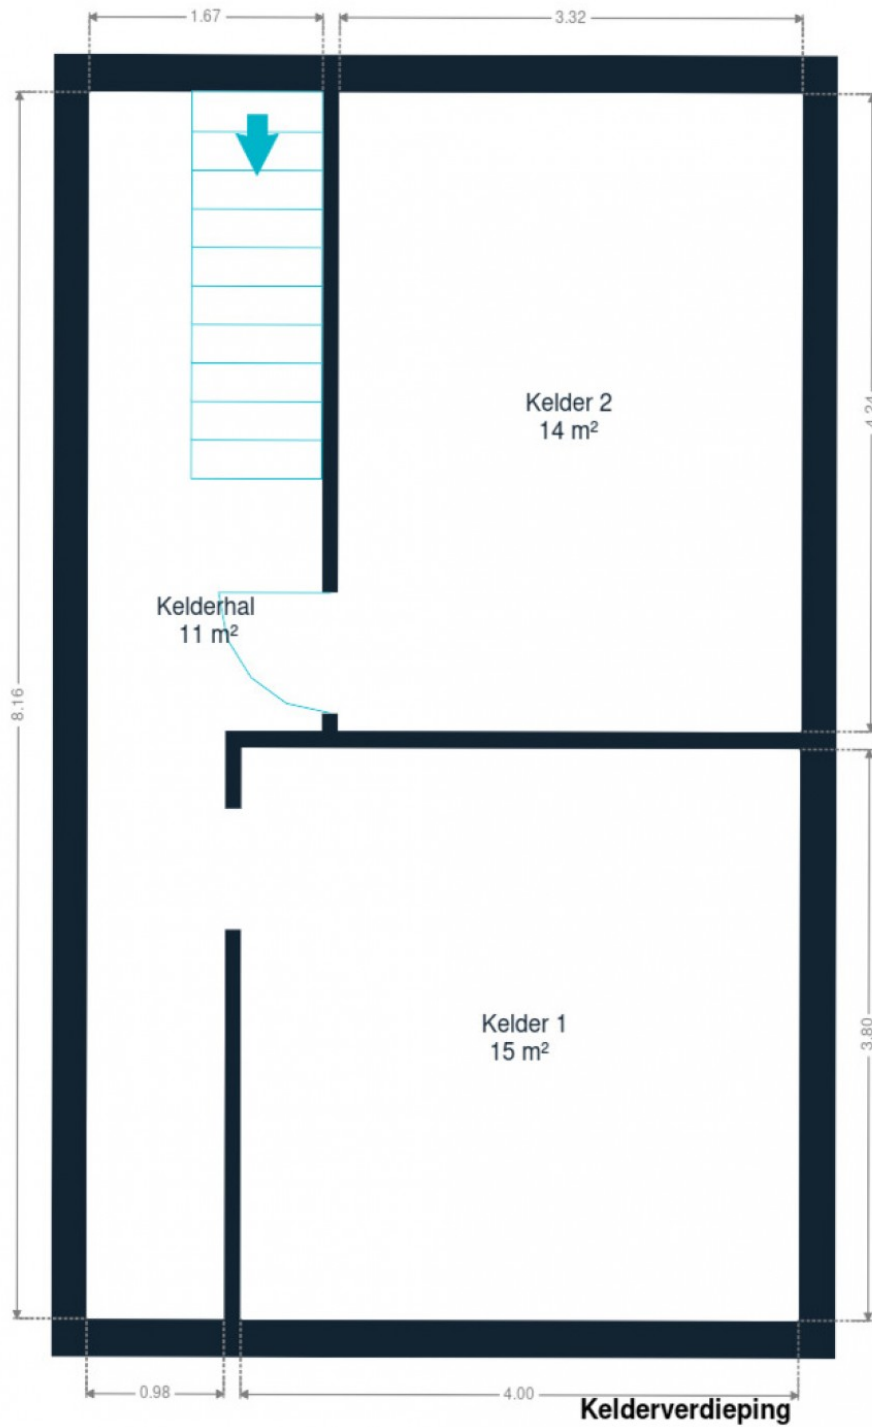 1.67
3.32
Kelder 2
14 m²
4.24
Kelderhal
11 m²
8.16
Kelder 1
15 m²
3.80
0.98
4.00
Kelderverdieping